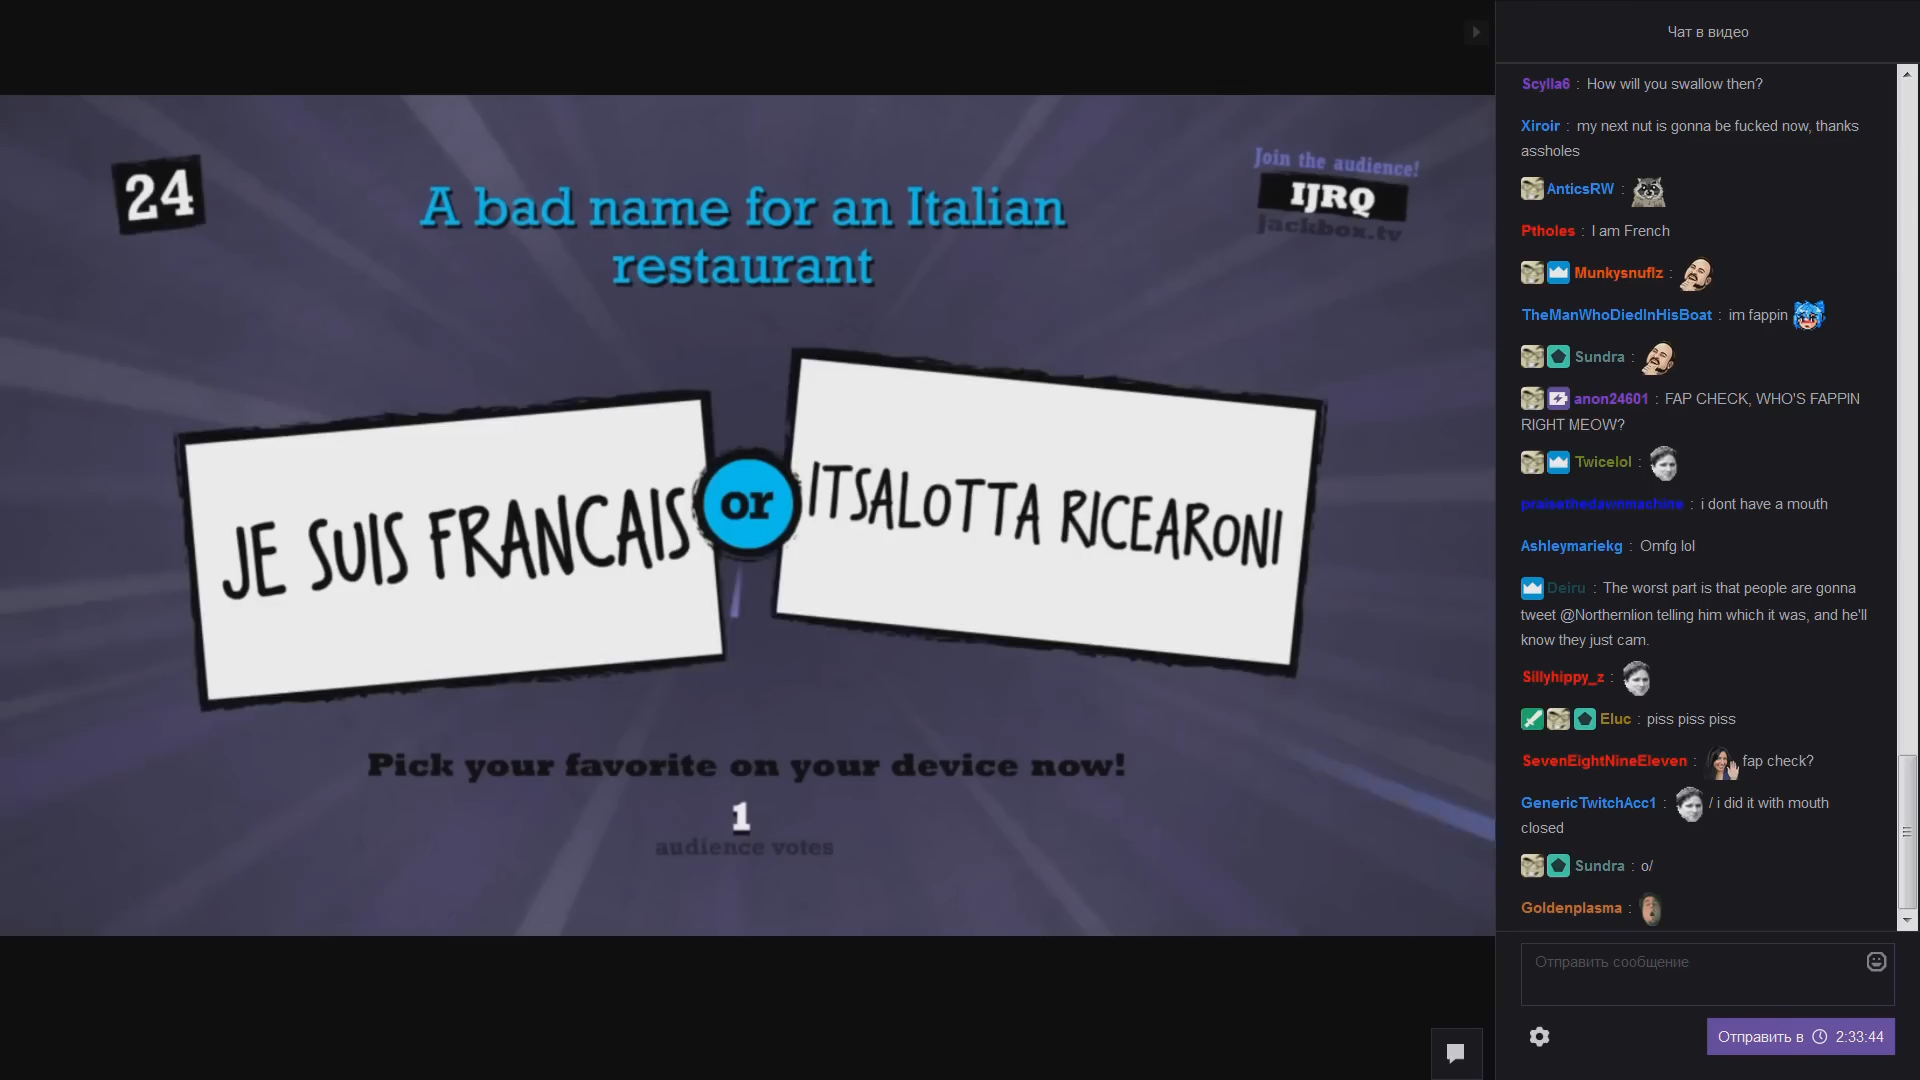 24
A bad name for an Italian
restaurant
Join the audience!
IJRQ
jackbox.tv
JE SUIS FRANCAIS
or
ITSALOTTA RICEARONI
Pick your favorite on your device now!
1
audience votes
Чат в видео
Scylla6 : How will you swallow then?
Xiroir : my next nut is gonna be fucked now, thanks
assholes
AnticsRW :
Ptholes : I am French
Munkysnuflz :
TheManWhoDiedInHisBoat : im fappin
Sundra :
anon24601 : FAP CHECK, WHO'S FAPPIN
RIGHT MEOW?
Twicelol :
praisethedawnmachine : i dont have a mouth
Ashleymariekg : Omfg lol
Deiru : The worst part is that people are gonna
tweet @Northernlion telling him which it was, and he'll
know they just cam.
Sillyhippy_z :
Eluc : piss piss piss
SevenEightNineEleven : fap check?
GenericTwitchAcc1 : / i did it with mouth
closed
Sundra : o/
Goldenplasma :
Отправить сообщение
Отправить в 2:33:44